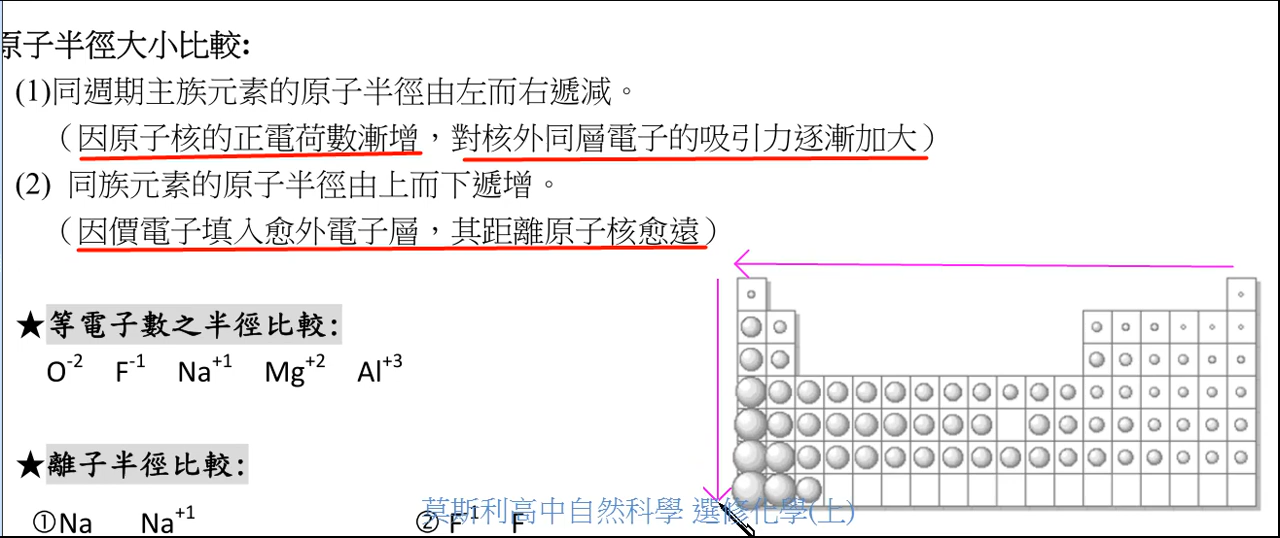 原子半徑大小比較:
(1)同週期主族元素的原子半徑由左而右遞減。
（因原子核的正電荷數漸增，對核外同層電子的吸引力逐漸加大）
(2) 同族元素的原子半徑由上而下遞增。
（因價電子填入愈外電子層，其距離原子核愈遠）
★等電子數之半徑比較:
O-2 F-1 Na+1 Mg+2 Al+3
★離子半徑比較:
①Na Na+1 ②F-1 F
莫斯利高中自然科學 選修化學(上)